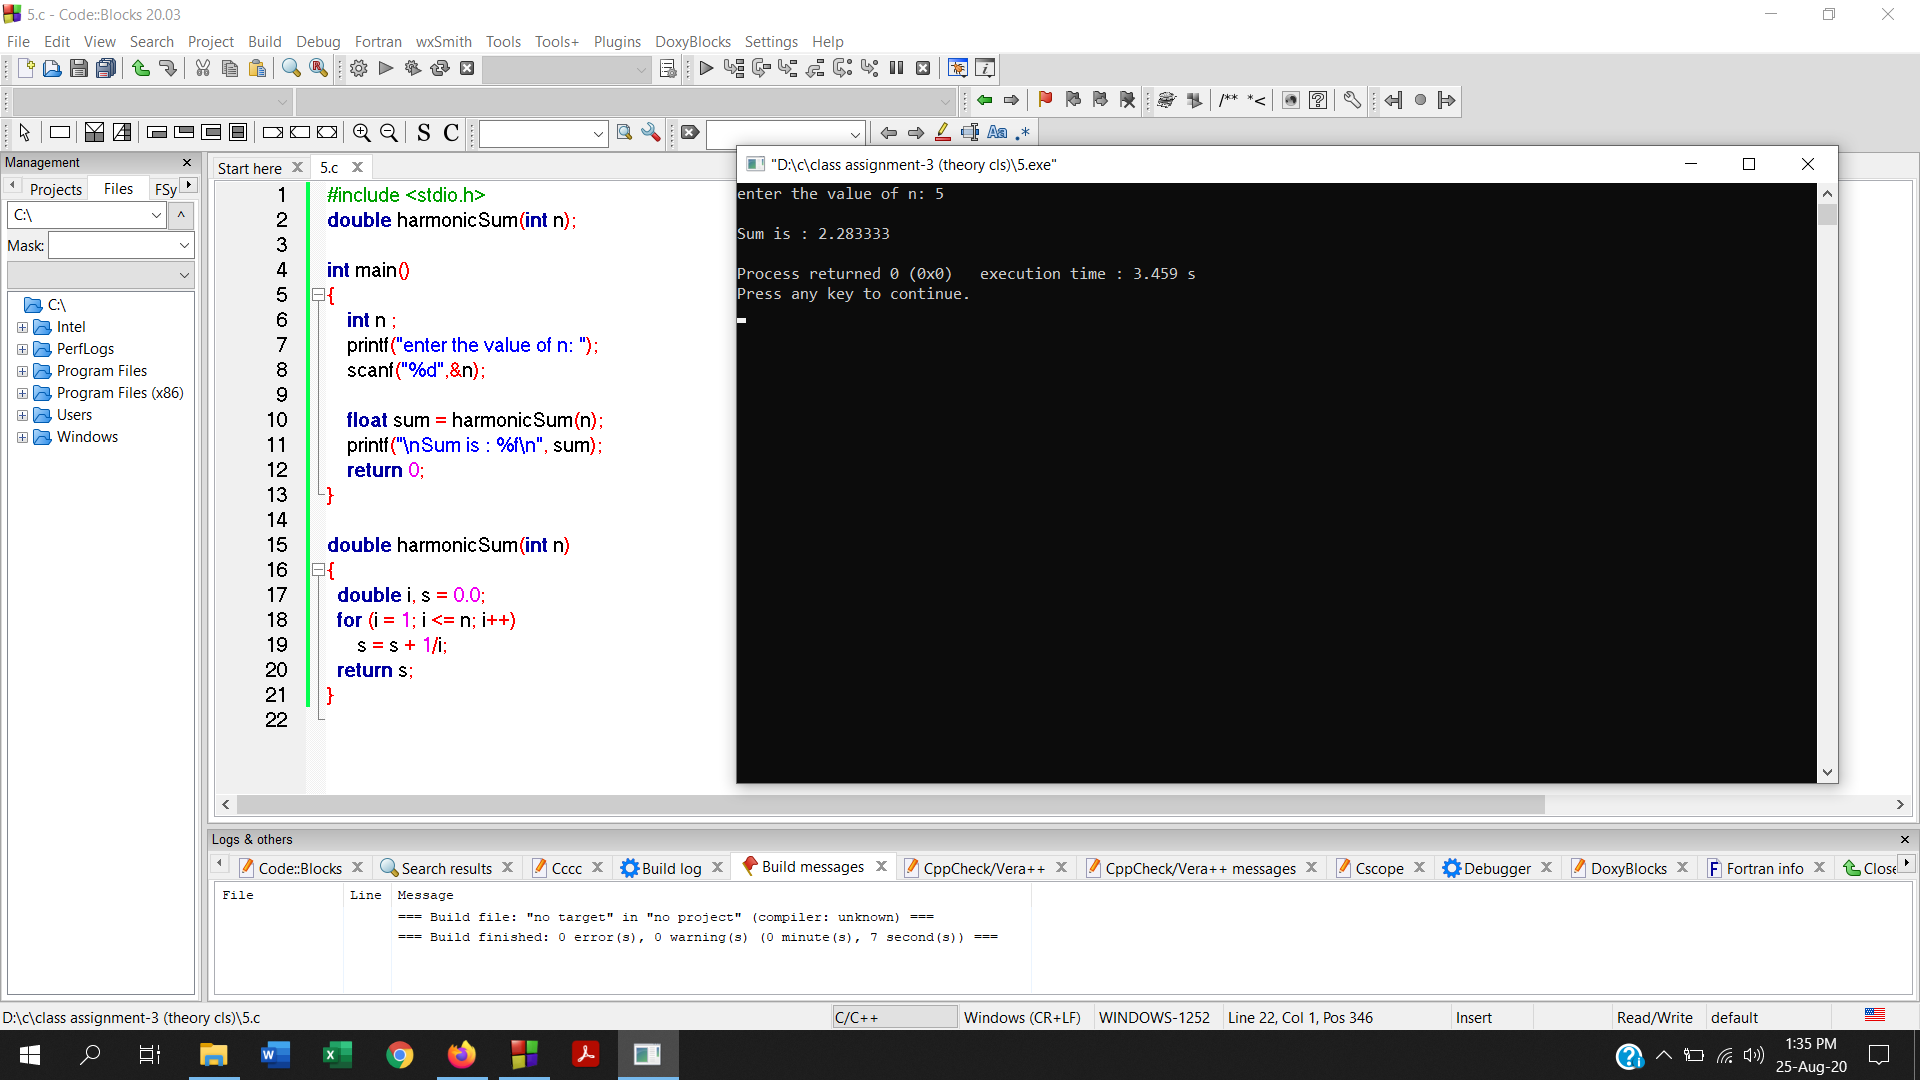 5.c - Code::Blocks 20.03
File Edit View Search Project Build Debug Fortran wxSmith Tools Tools+ Plugins DoxyBlocks Settings Help
/** *<
S C
Aa .*
Management
Projects Files FSy
C:\
Mask:
C:\
Intel
PerfLogs
Program Files
Program Files (x86)
Users
Windows
Start here 5.c
1 #include <stdio.h>
2 double harmonicSum(int n);
3
4 int main()
5 {
6 int n ;
7 printf("enter the value of n: ");
8 scanf("%d",&n);
9
10 float sum = harmonicSum(n);
11 printf("\nSum is : %f\n", sum);
12 return 0;
13 }
14
15 double harmonicSum(int n)
16 {
17 double i, s = 0.0;
18 for (i = 1; i <= n; i++)
19 s = s + 1/i;
20 return s;
21 }
22
"D:\c\class assignment-3 (theory cls)\5.exe"
enter the value of n: 5
Sum is : 2.283333
Process returned 0 (0x0) execution time : 3.459 s
Press any key to continue.
Logs & others
Code::Blocks Search results Cccc Build log Build messages CppCheck/Vera++ CppCheck/Vera++ messages Cscope Debugger DoxyBlocks Fortran info Close
File Line Message
=== Build file: "no target" in "no project" (compiler: unknown) ===
=== Build finished: 0 error(s), 0 warning(s) (0 minute(s), 7 second(s)) ===
D:\c\class assignment-3 (theory cls)\5.c C/C++ Windows (CR+LF) WINDOWS-1252 Line 22, Col 1, Pos 346 Insert Read/Write default
1:35 PM
25-Aug-20